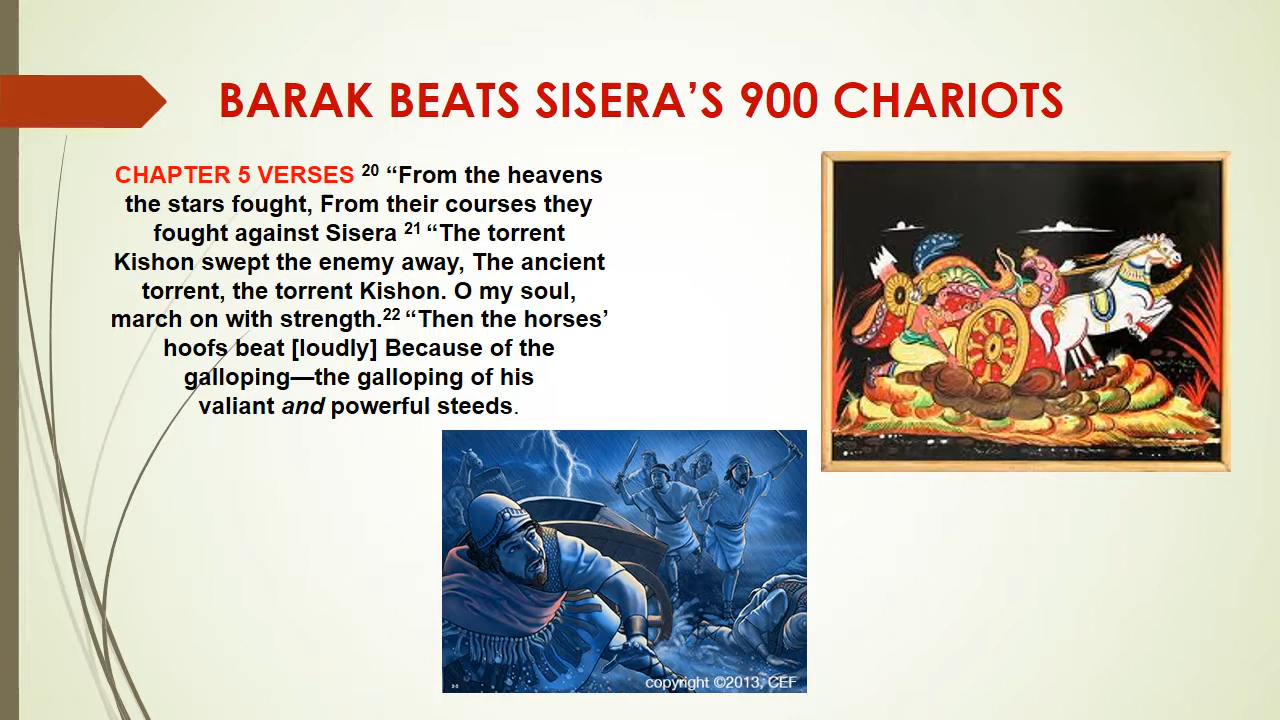 BARAK BEATS SISERA’S 900 CHARIOTS
CHAPTER 5 VERSES 20 “From the heavens
the stars fought, From their courses they
fought against Sisera 21 “The torrent
Kishon swept the enemy away, The ancient
torrent, the torrent Kishon. O my soul,
march on with strength.22 “Then the horses’
hoofs beat [loudly] Because of the
galloping—the galloping of his
valiant and powerful steeds.
copyright ©2013, CEF